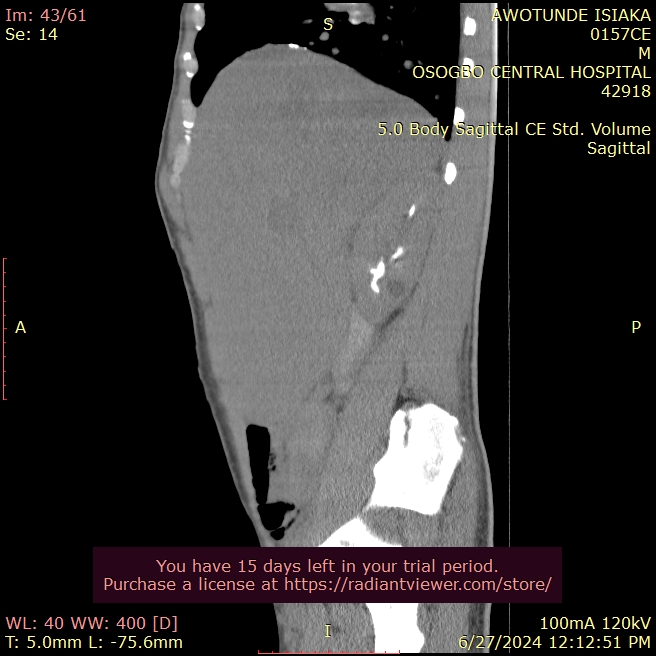 Im: 43/61
Se: 14
S
AWOTUNDE ISIAKA
0157CE
M
OSOGBO CENTRAL HOSPITAL
42918
5.0 Body Sagittal CE Std. Volume
Sagittal
A
P
You have 15 days left in your trial period.
Purchase a license at https://radiantviewer.com/store/
WL: 40 WW: 400 [D]
T: 5.0mm L: -75.6mm
I
100mA 120kV
6/27/2024 12:12:51 PM